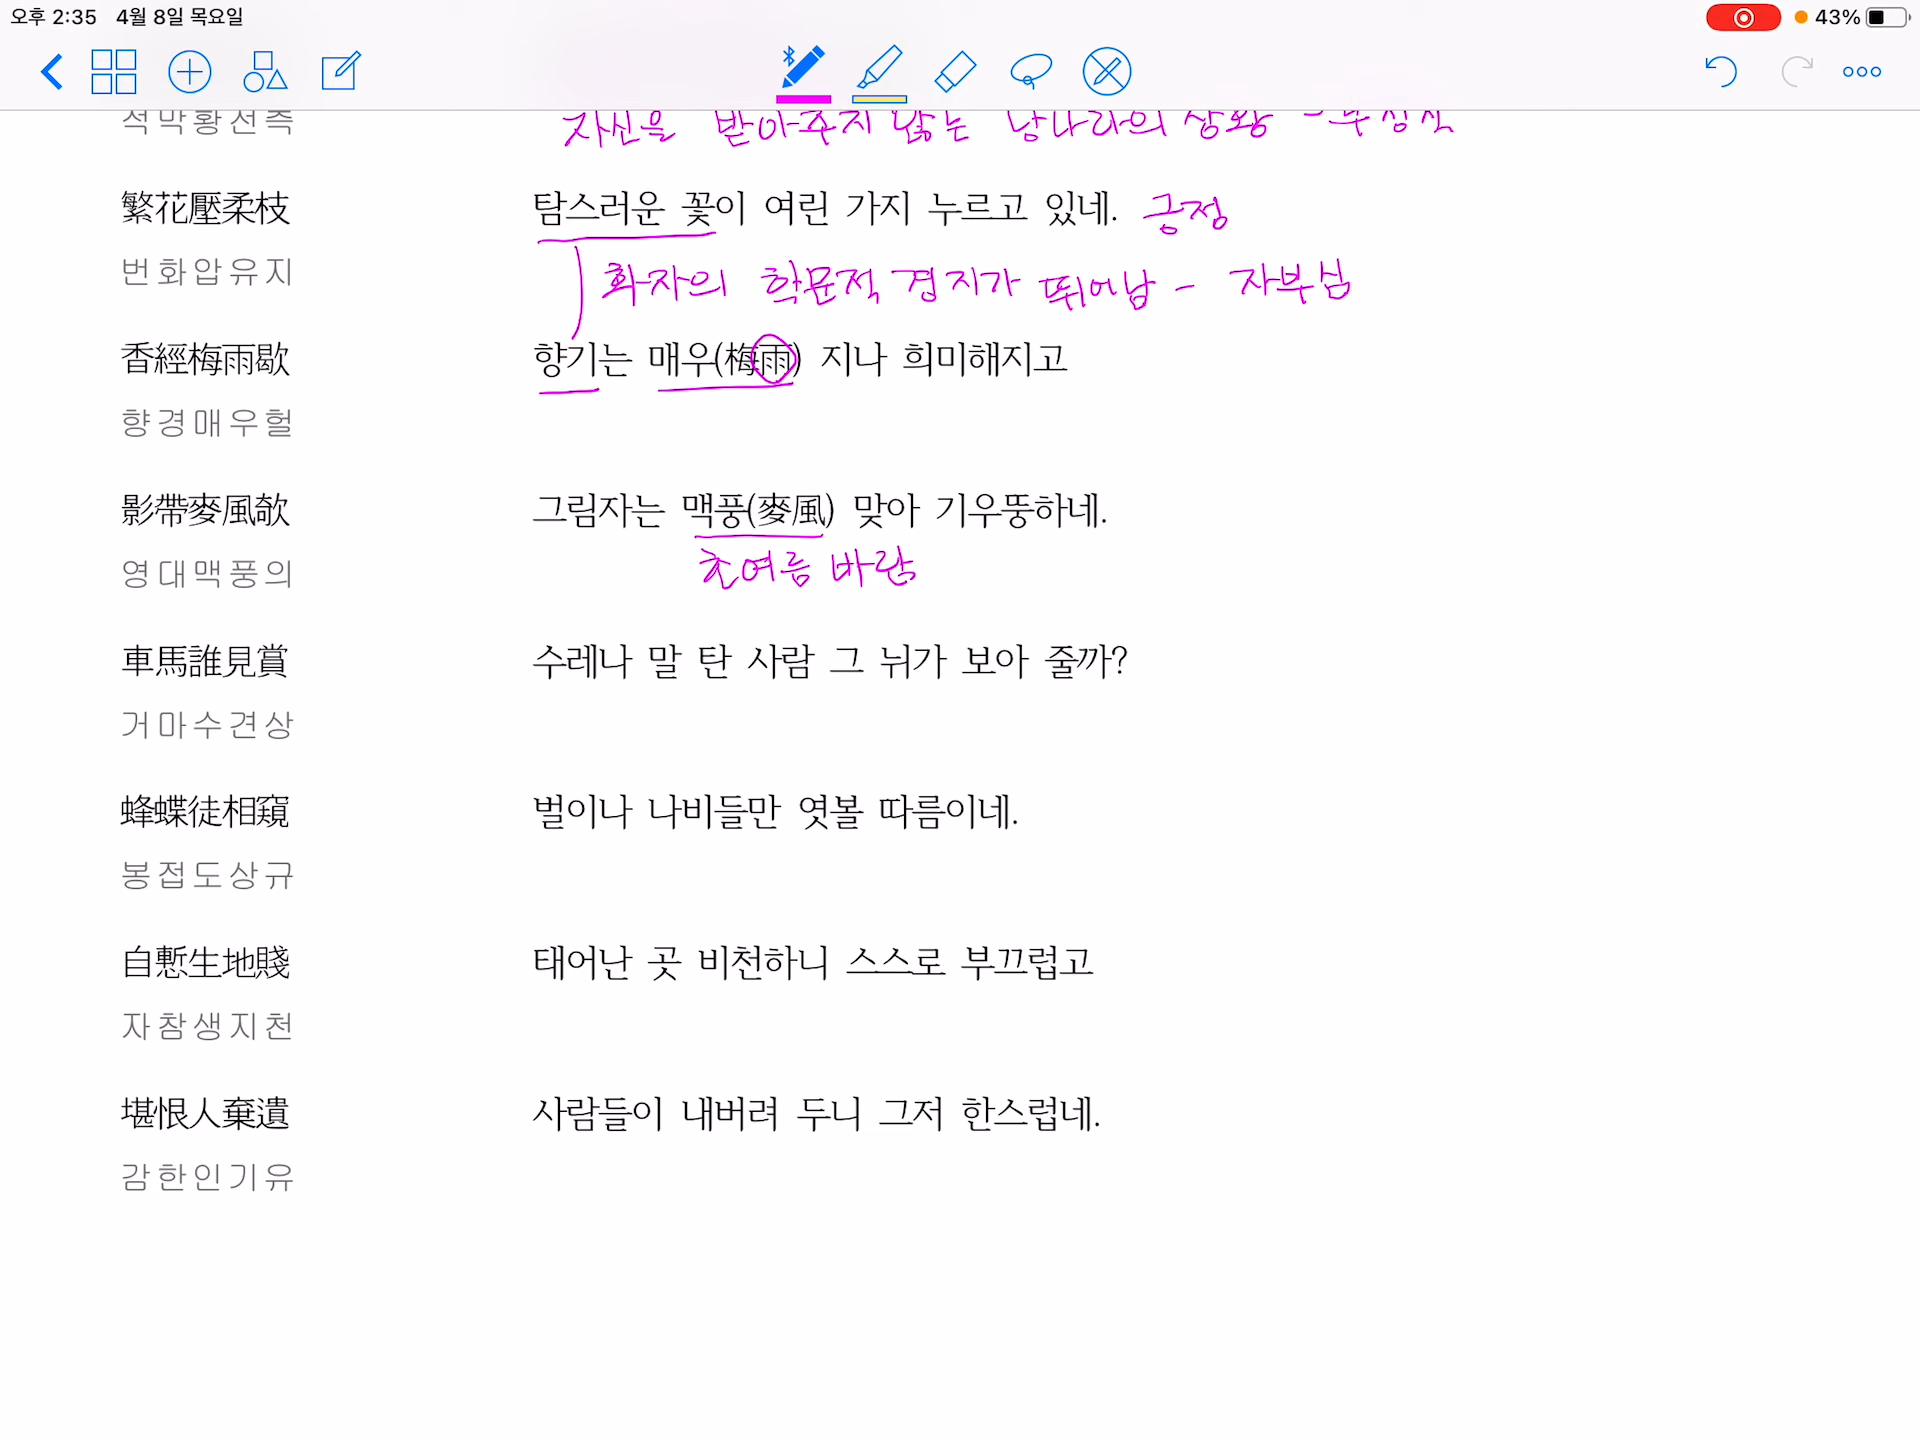 오후 2:35 4월 8일 목요일 43%
적막황전측 자신을 받아주지 않는 당나라의 상황 - 부정적
繁花壓柔枝 탐스러운 꽃이 여린 가지 누르고 있네. 긍정
번화압유지 화자의 학문적 경지가 뛰어남 - 자부심
香經梅雨歇 향기는 매우(梅雨) 지나 희미해지고
향경매우헐
影帶麥風欹 그림자는 맥풍(麥風) 맞아 기우뚱하네.
영대맥풍의 초여름 바람
車馬誰見賞 수레나 말 탄 사람 그 뉘가 보아 줄까?
거마수견상
蜂蝶徒相窺 벌이나 나비들만 엿볼 따름이네.
봉접도상규
自慙生地賤 태어난 곳 비천하니 스스로 부끄럽고
자참생지천
堪恨人棄遺 사람들이 내버려 두니 그저 한스럽네.
감한인기유